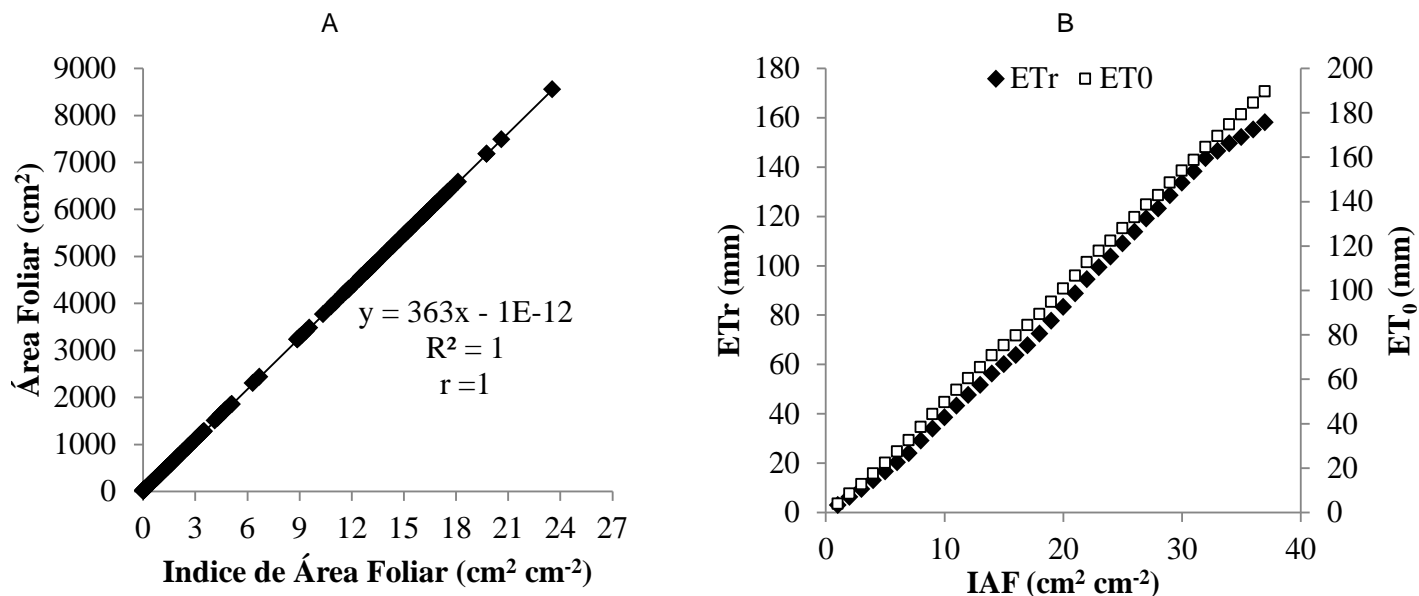 A
Área Foliar (cm²)
9000
8000
7000
6000
5000
4000
3000
2000
1000
0
y = 363x - 1E-12
R² = 1
r =1
0 3 6 9 12 15 18 21 24 27
Indice de Área Foliar (cm² cm⁻²)
B
ETr (mm)
180
160
140
120
100
80
60
40
20
0
ETr ET0
200
180
160
140
120
100
80
60
40
20
0
ET₀ (mm)
0 10 20 30 40
IAF (cm² cm⁻²)